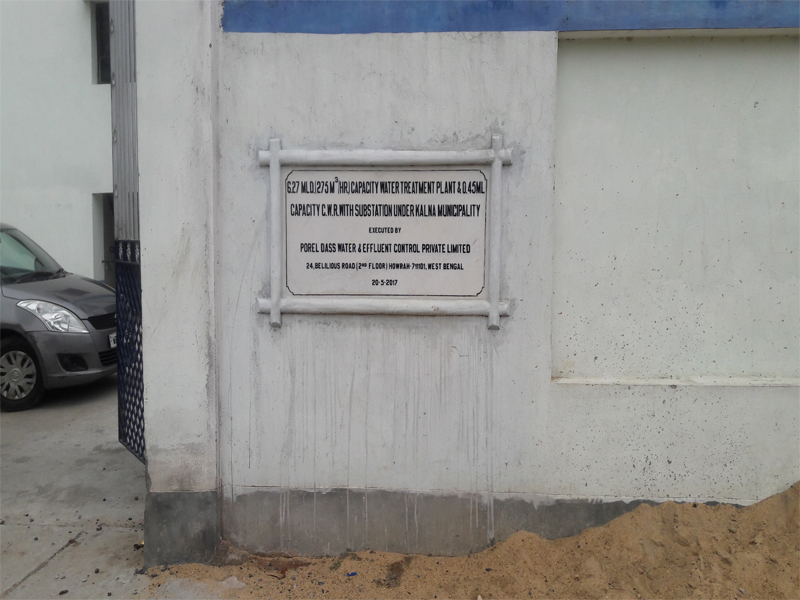 6.27 MLD.(275 M³/HR) CAPACITY WATER TREATMENT PLANT & 0.45ML
CAPACITY C.W.R. WITH SUBSTATION UNDER KALNA MUNICIPALITY
EXECUTED BY
POREL DASS WATER & EFFLUENT CONTROL PRIVATE LIMITED
24, BELILIOUS ROAD (2ND FLOOR) HOWRAH-711101, WEST BENGAL
20-5-2017